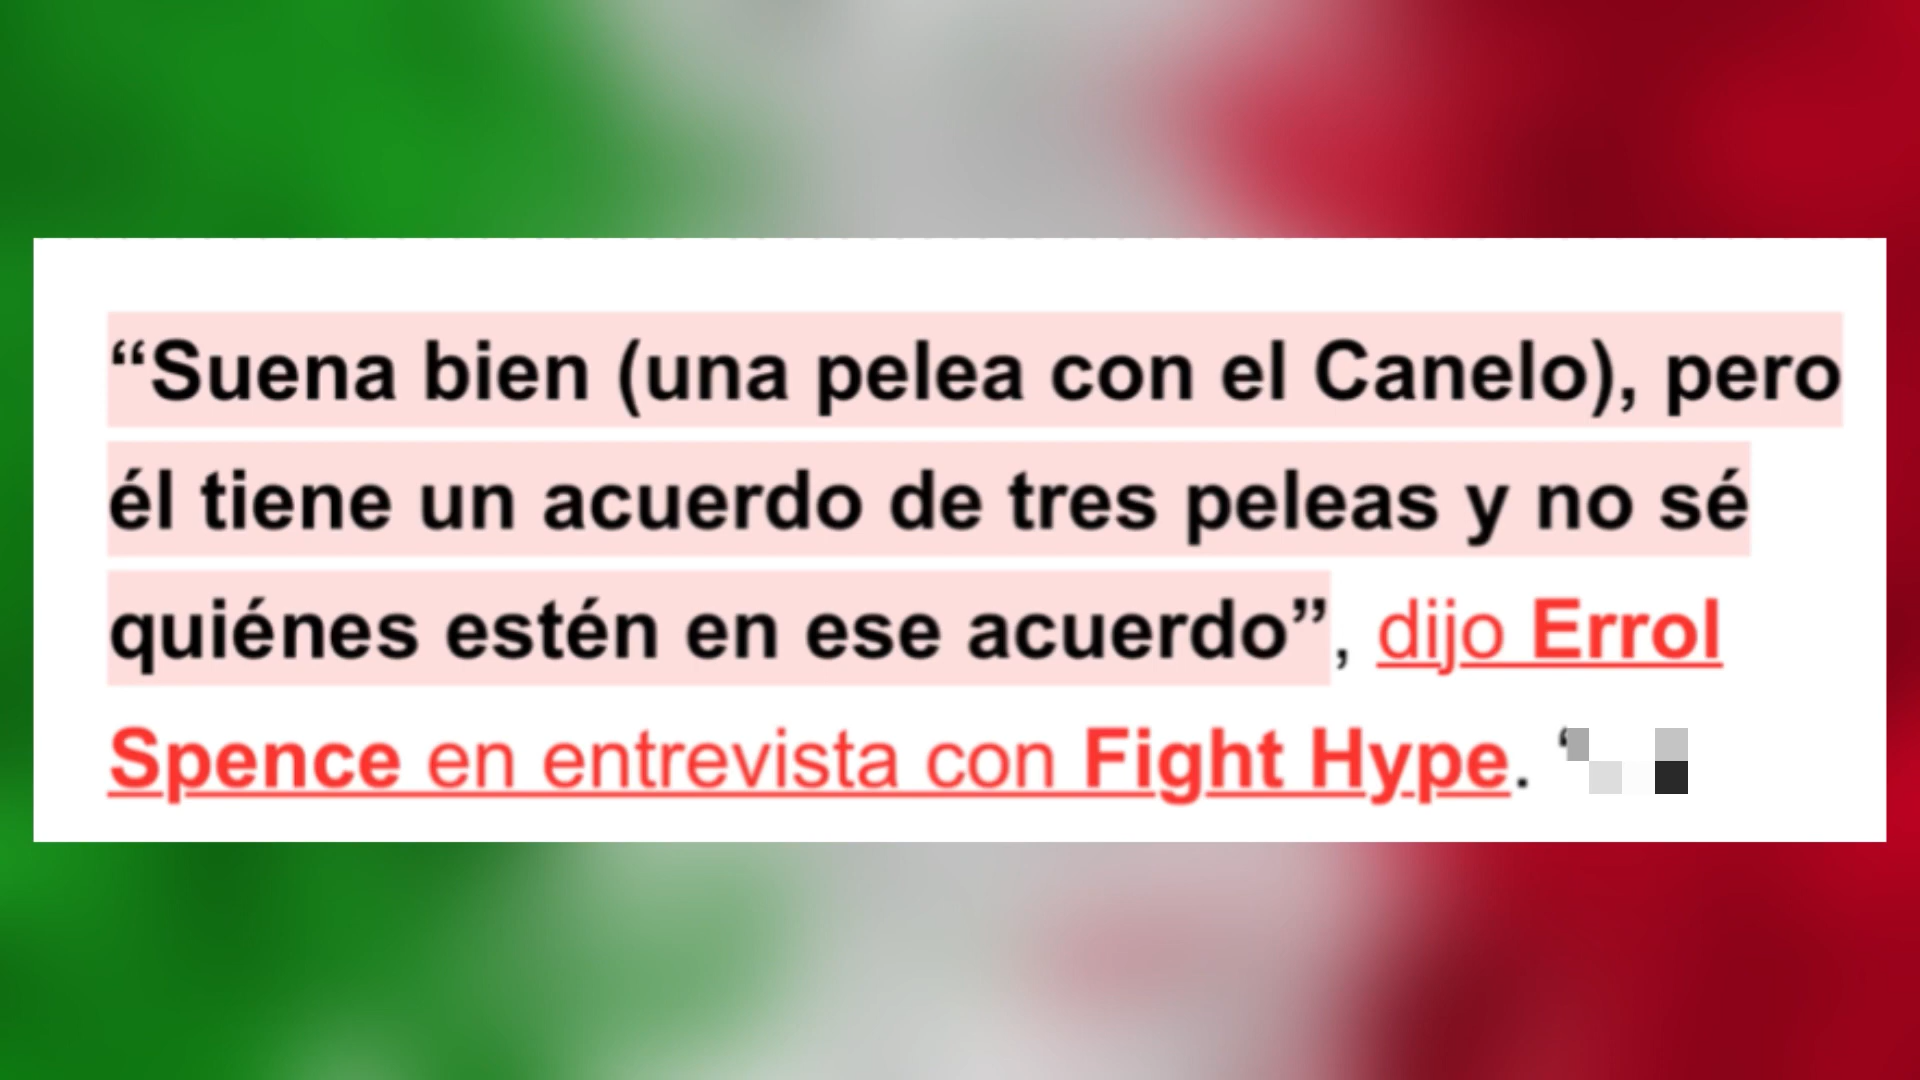 “Suena bien (una pelea con el Canelo), pero
él tiene un acuerdo de tres peleas y no sé
quiénes estén en ese acuerdo”, dijo Errol
Spence en entrevista con Fight Hype.